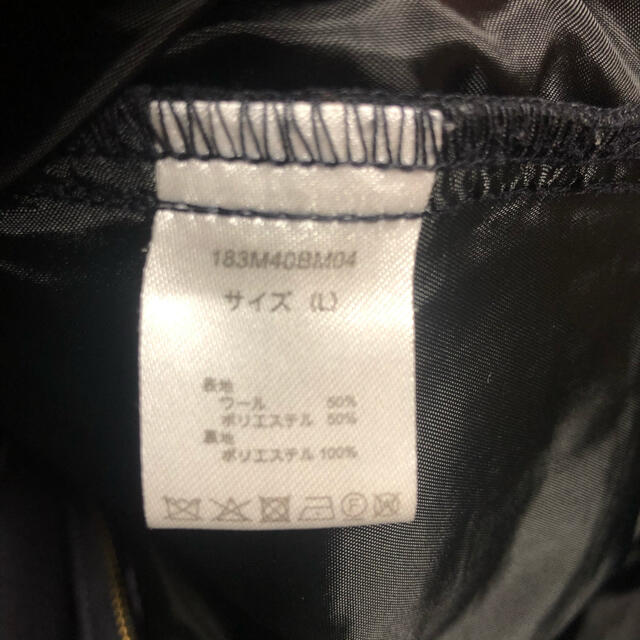 183M40BM04
サイズ (L)
表地
ウール 50%
ポリエステル 50%
裏地
ポリエステル 100%